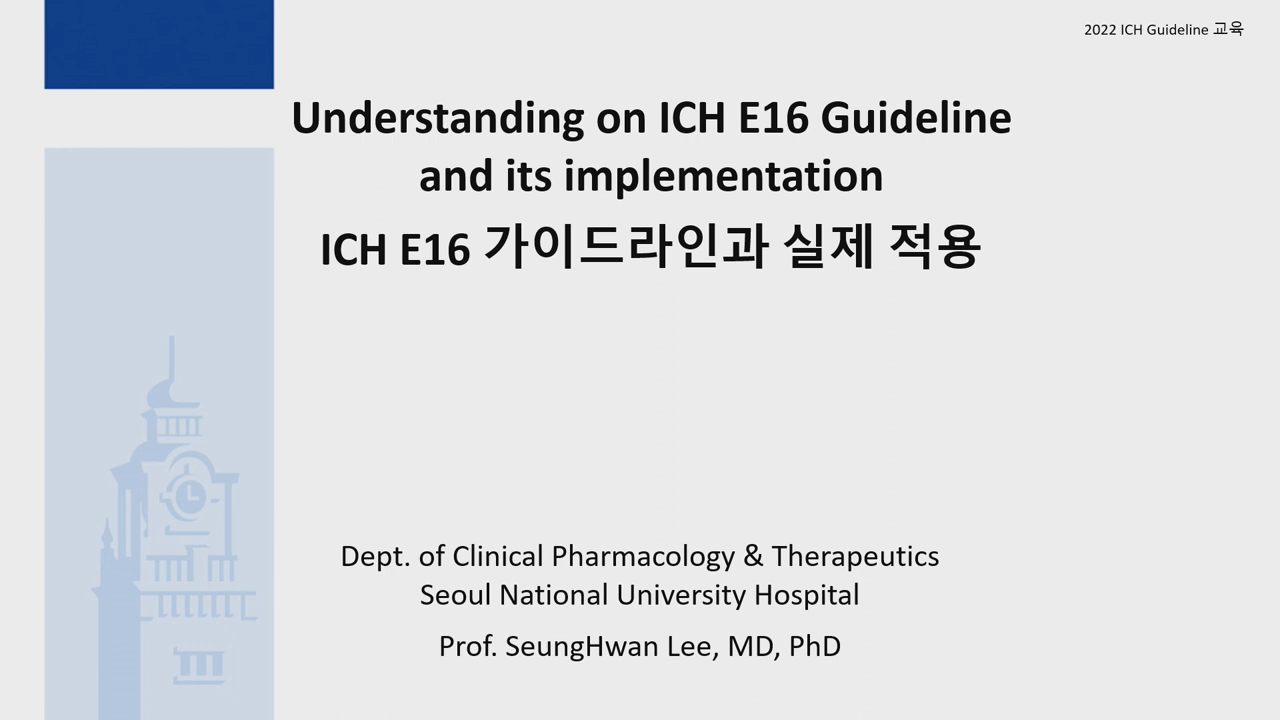 2022 ICH Guideline 교육
Understanding on ICH E16 Guideline
and its implementation
ICH E16 가이드라인과 실제 적용
Dept. of Clinical Pharmacology & Therapeutics
Seoul National University Hospital
Prof. SeungHwan Lee, MD, PhD